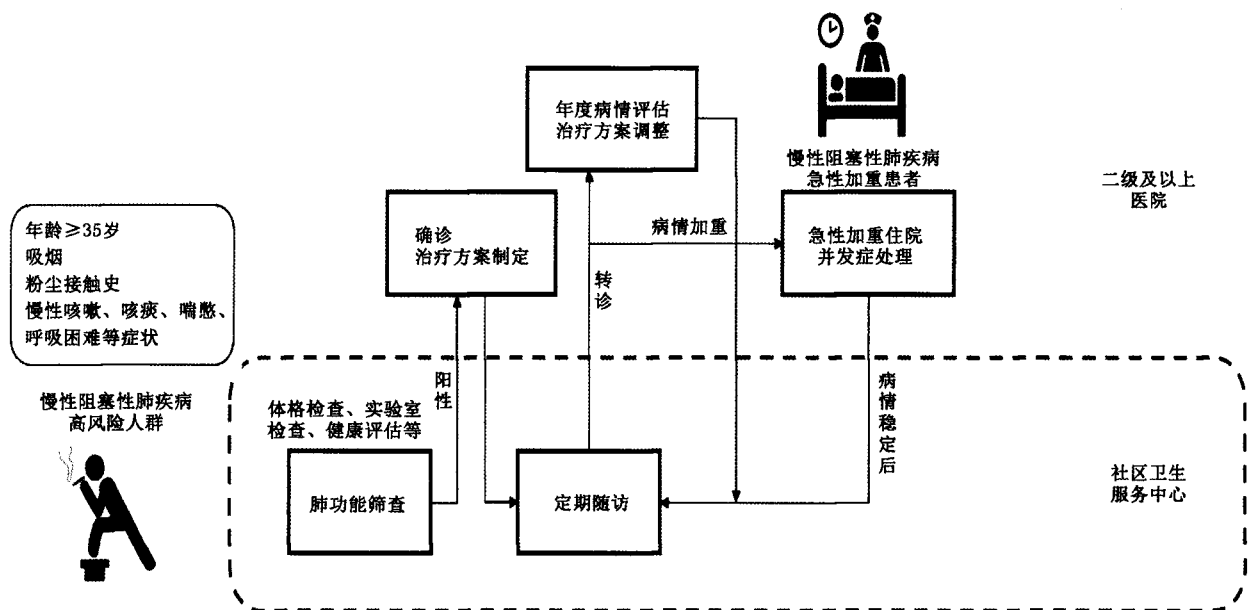 年度病情评估
治疗方案调整
慢性阻塞性肺疾病
急性加重患者
二级及以上
医院
年龄≥35岁
吸烟
粉尘接触史
慢性咳嗽、咳痰、喘憋、
呼吸困难等症状
确诊
治疗方案制定
病情加重
急性加重住院
并发症处理
转诊
慢性阻塞性肺疾病
高风险人群
体格检查、实验室
检查、健康评估等
阳性
病情稳定后
肺功能筛查
定期随访
社区卫生
服务中心